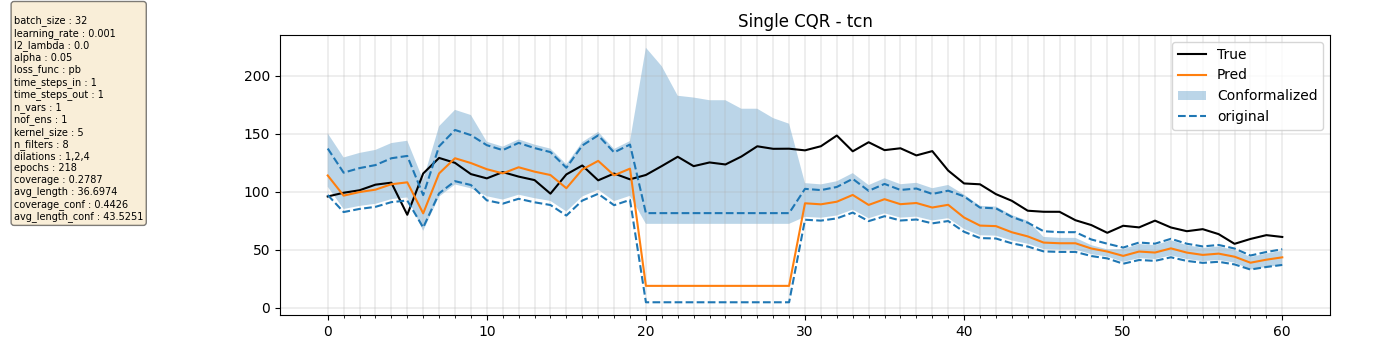 batch_size : 32
learning_rate : 0.001
l2_lambda : 0.0
alpha : 0.05
loss_func : pb
time_steps_in : 1
time_steps_out : 1
n_vars : 1
nof_ens : 1
kernel_size : 5
n_filters : 8
dilations : 1,2,4
epochs : 218
coverage : 0.2787
avg_length : 36.6974
coverage_conf : 0.4426
avg_length_conf : 43.5251
Single CQR - tcn
True
Pred
Conformalized
original
200
150
100
50
0
0 10 20 30 40 50 60